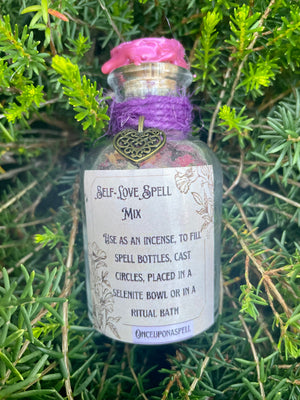 Self-Love Spell
Mix
Use as an incense, to fill
spell bottles, cast
circles, placed in a
selenite bowl or in a
ritual bath
Onceuponaspell